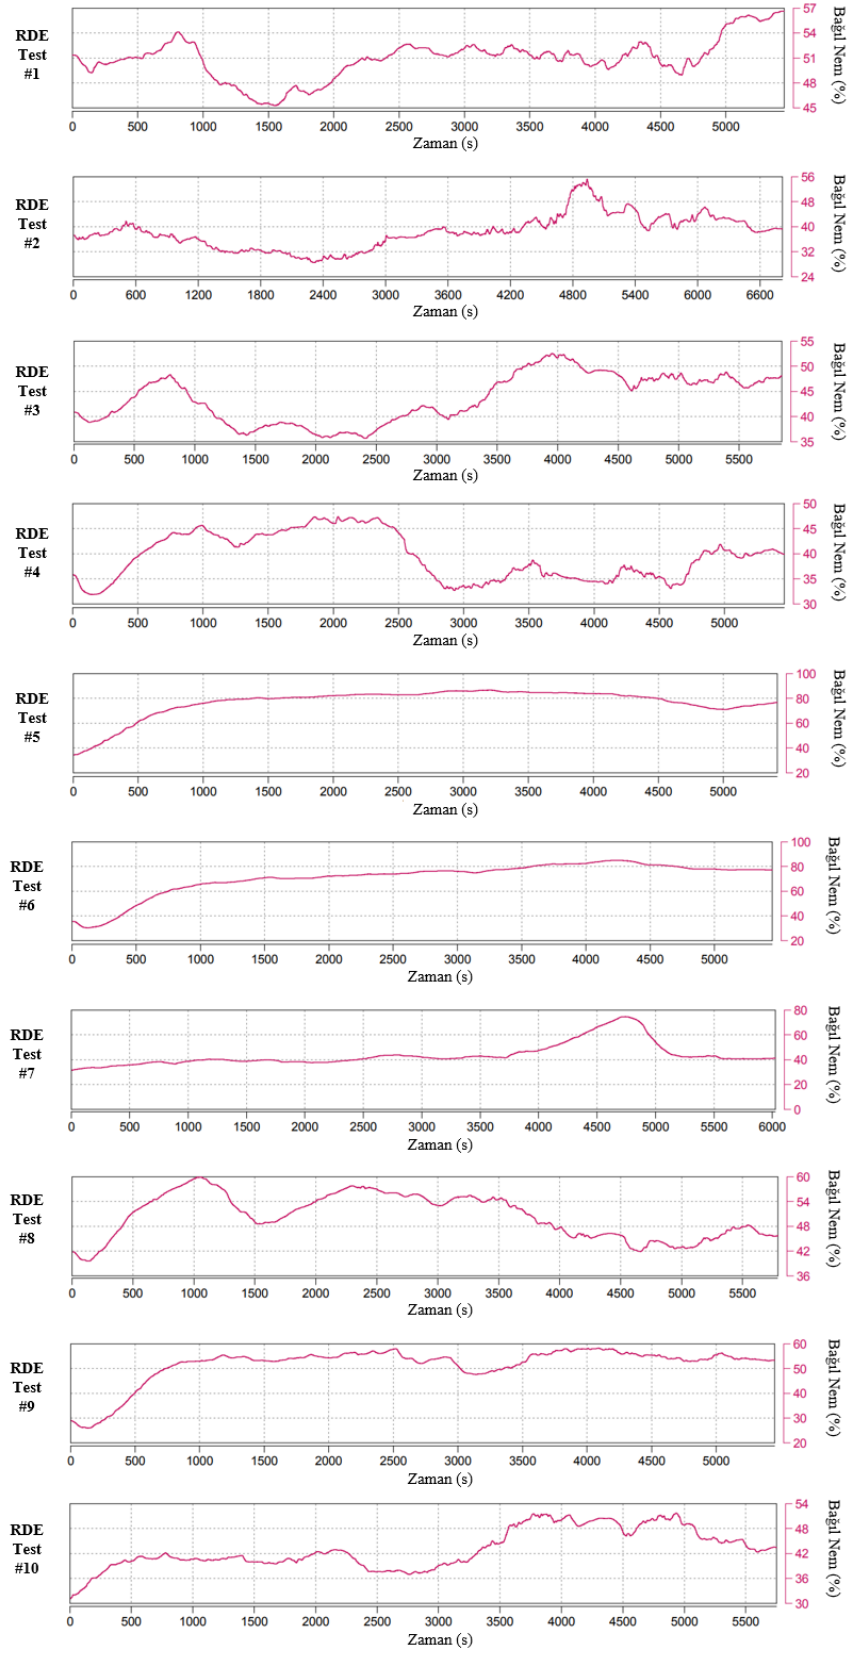 RDE
Test
#1
57
54
51
48
45
Bağıl Nem (%)
0 500 1000 1500 2000 2500 3000 3500 4000 4500 5000
Zaman (s)
RDE
Test
#2
56
48
40
32
24
Bağıl Nem (%)
0 600 1200 1800 2400 3000 3600 4200 4800 5400 6000 6600
Zaman (s)
RDE
Test
#3
55
50
45
40
35
Bağıl Nem (%)
0 500 1000 1500 2000 2500 3000 3500 4000 4500 5000 5500
Zaman (s)
RDE
Test
#4
50
45
40
35
30
Bağıl Nem (%)
0 500 1000 1500 2000 2500 3000 3500 4000 4500 5000
Zaman (s)
RDE
Test
#5
100
80
60
40
20
Bağıl Nem (%)
0 500 1000 1500 2000 2500 3000 3500 4000 4500 5000
Zaman (s)
RDE
Test
#6
100
80
60
40
20
Bağıl Nem (%)
0 500 1000 1500 2000 2500 3000 3500 4000 4500 5000
Zaman (s)
RDE
Test
#7
80
60
40
20
0
Bağıl Nem (%)
0 500 1000 1500 2000 2500 3000 3500 4000 4500 5000 5500 6000
Zaman (s)
RDE
Test
#8
60
54
48
42
36
Bağıl Nem (%)
0 500 1000 1500 2000 2500 3000 3500 4000 4500 5000 5500
Zaman (s)
RDE
Test
#9
60
50
40
30
20
Bağıl Nem (%)
0 500 1000 1500 2000 2500 3000 3500 4000 4500 5000
Zaman (s)
RDE
Test
#10
54
48
42
36
30
Bağıl Nem (%)
0 500 1000 1500 2000 2500 3000 3500 4000 4500 5000 5500
Zaman (s)